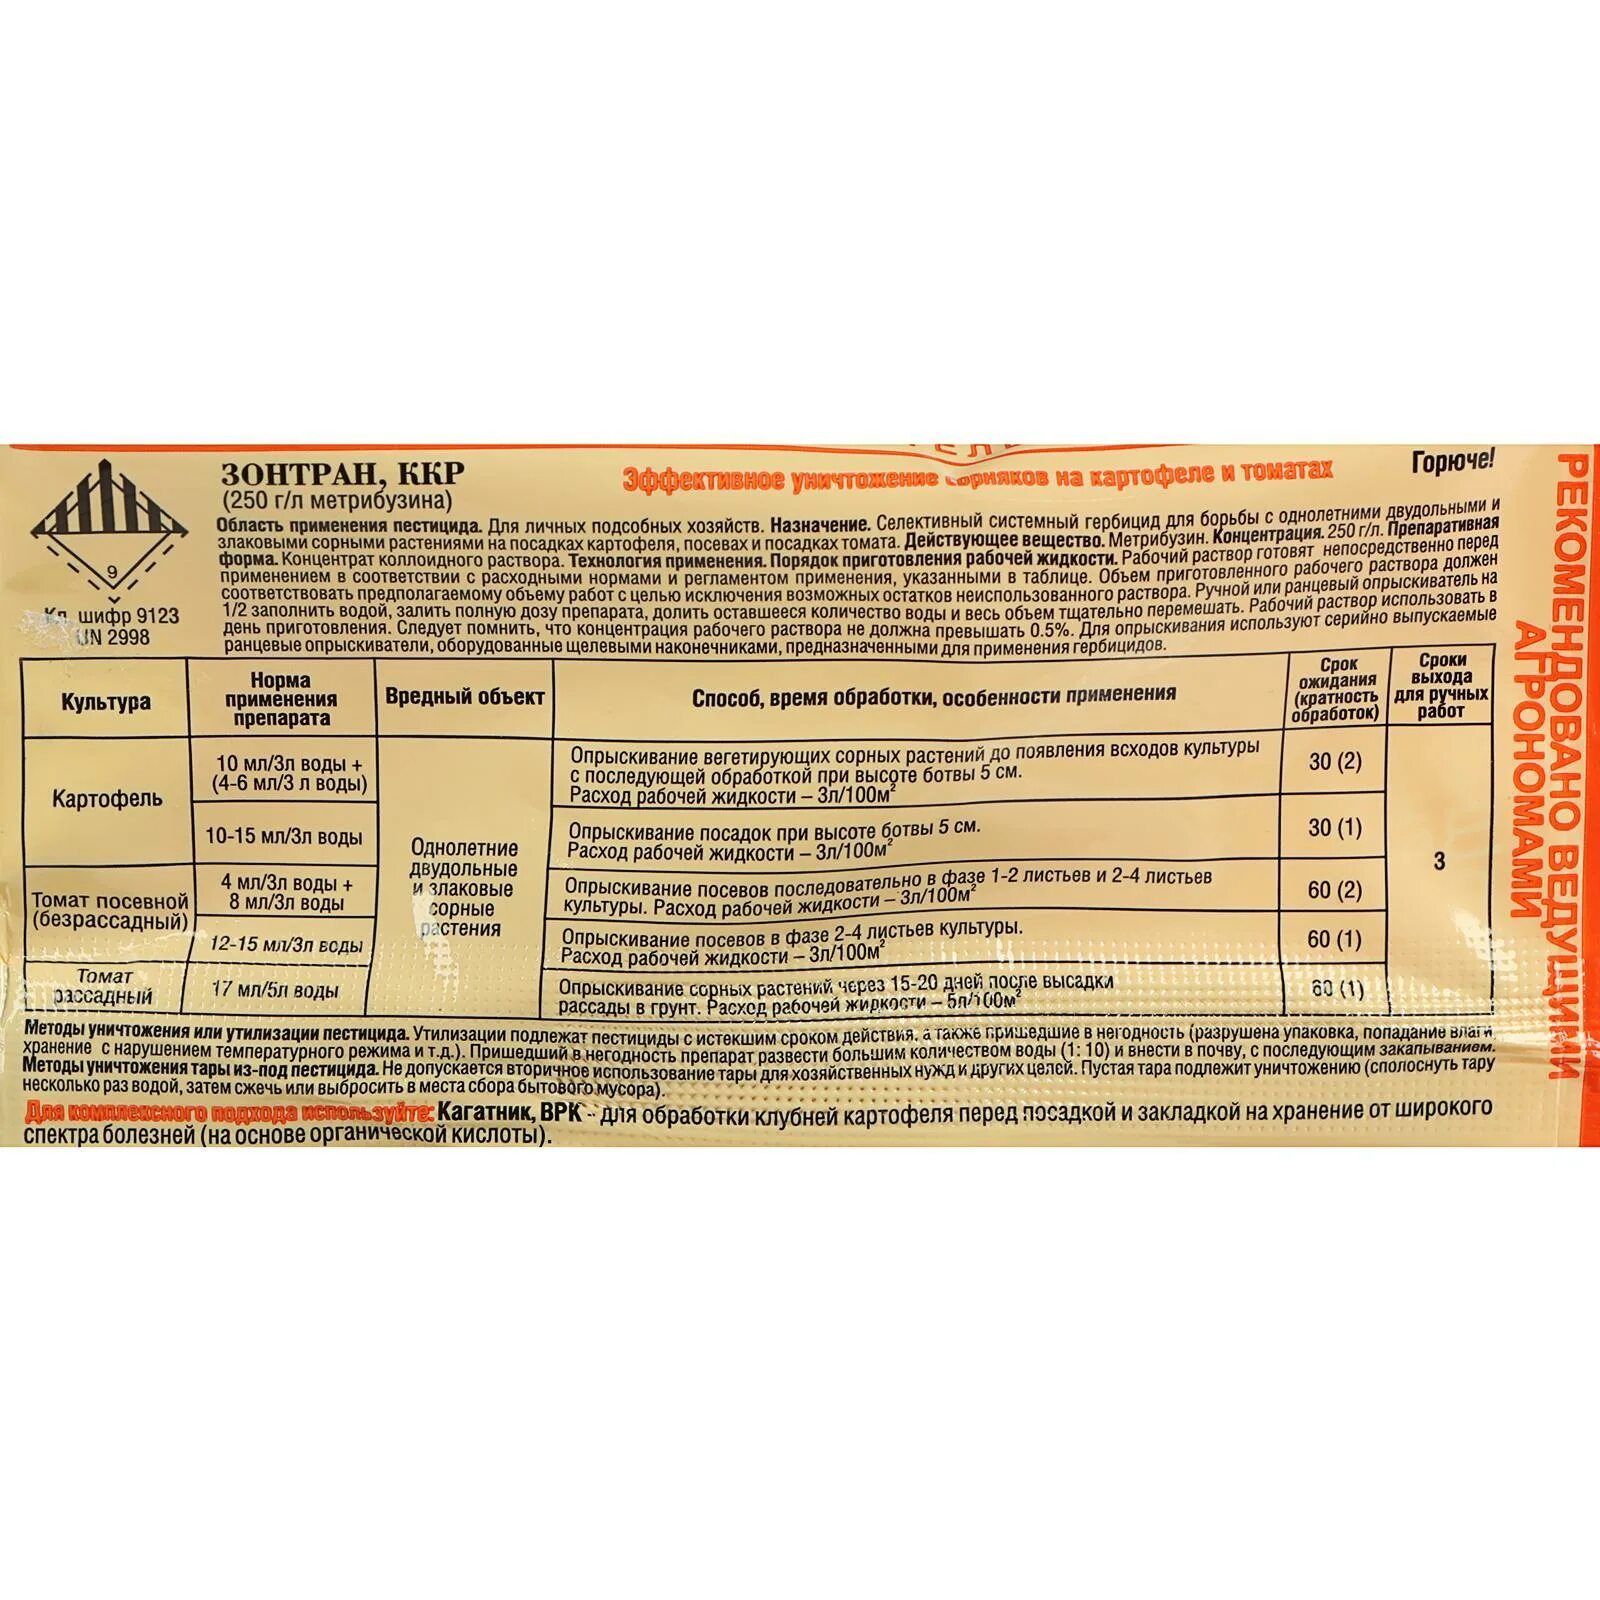 ЗОНТРАН, ККР
(250 г/л метрибузина)
Эффективное уничтожение сорняков на картофеле и томатах
Горюче!
9
Кл. шифр 9123
UN 2998
Область применения пестицида. Для личных подсобных хозяйств. Назначение. Селективный системный гербицид для борьбы с однолетними двудольными и
злаковыми сорными растениями на посадках картофеля, посевах и посадках томата. Действующее вещество. Метрибузин. Концентрация. 250 г/л. Препаративная
форма. Концентрат коллоидного раствора. Технология применения. Порядок приготовления рабочей жидкости. Рабочий раствор готовят непосредственно перед
применением в соответствии с расходными нормами и регламентом применения, указанными в таблице. Объем приготовленного рабочего раствора должен
соответствовать предполагаемому объему работ с целью исключения возможных остатков неиспользованного раствора. Ручной или ранцевый опрыскиватель на
1/2 заполнить водой, залить полную дозу препарата, долить оставшееся количество воды и весь объем тщательно перемешать. Рабочий раствор использовать в
день приготовления. Следует помнить, что концентрация рабочего раствора не должна превышать 0.5%. Для опрыскивания используют серийно выпускаемые
ранцевые опрыскиватели, оборудованные щелевыми наконечниками, предназначенными для применения гербицидов.
Культура
Норма
применения
препарата
Вредный объект
Способ, время обработки, особенности применения
Срок
ожидания
(кратность
обработок)
Сроки
выхода
для ручных
работ
Картофель
10 мл/3л воды +
(4-6 мл/3 л воды)
Однолетние
двудольные
и злаковые
сорные
растения
Опрыскивание вегетирующих сорных растений до появления всходов культуры
с последующей обработкой при высоте ботвы 5 см.
Расход рабочей жидкости – 3л/100м²
30 (2)
3
10-15 мл/3л воды
Опрыскивание посадок при высоте ботвы 5 см.
Расход рабочей жидкости – 3л/100м²
30 (1)
Томат посевной
(безрассадный)
4 мл/3л воды +
8 мл/3л воды
Опрыскивание посевов последовательно в фазе 1-2 листьев и 2-4 листьев
культуры. Расход рабочей жидкости – 3л/100м²
60 (2)
12-15 мл/3л воды
Опрыскивание посевов в фазе 2-4 листьев культуры.
Расход рабочей жидкости – 3л/100м²
60 (1)
Томат
рассадный
17 мл/5л воды
Опрыскивание сорных растений через 15-20 дней после высадки
рассады в грунт. Расход рабочей жидкости – 5л/100м²
60 (1)
Методы уничтожения или утилизации пестицида. Утилизации подлежат пестициды с истекшим сроком действия, а также пришедшие в негодность (разрушена упаковка, попадание влаги,
хранение с нарушением температурного режима и т.д.). Пришедший в негодность препарат развести большим количеством воды (1: 10) и внести в почву, с последующим закапыванием.
Методы уничтожения тары из-под пестицида. Не допускается вторичное использование тары для хозяйственных нужд и других целей. Пустая тара подлежит уничтожению (сполоснуть тару
несколько раз водой, затем сжечь или выбросить в места сбора бытового мусора).
Для комплексного подхода используйте: Кагатник, ВРК - для обработки клубней картофеля перед посадкой и закладкой на хранение от широкого
спектра болезней (на основе органической кислоты).
РЕКОМЕНДОВАНО ВЕДУЩИМИ
АГРОНОМАМИ